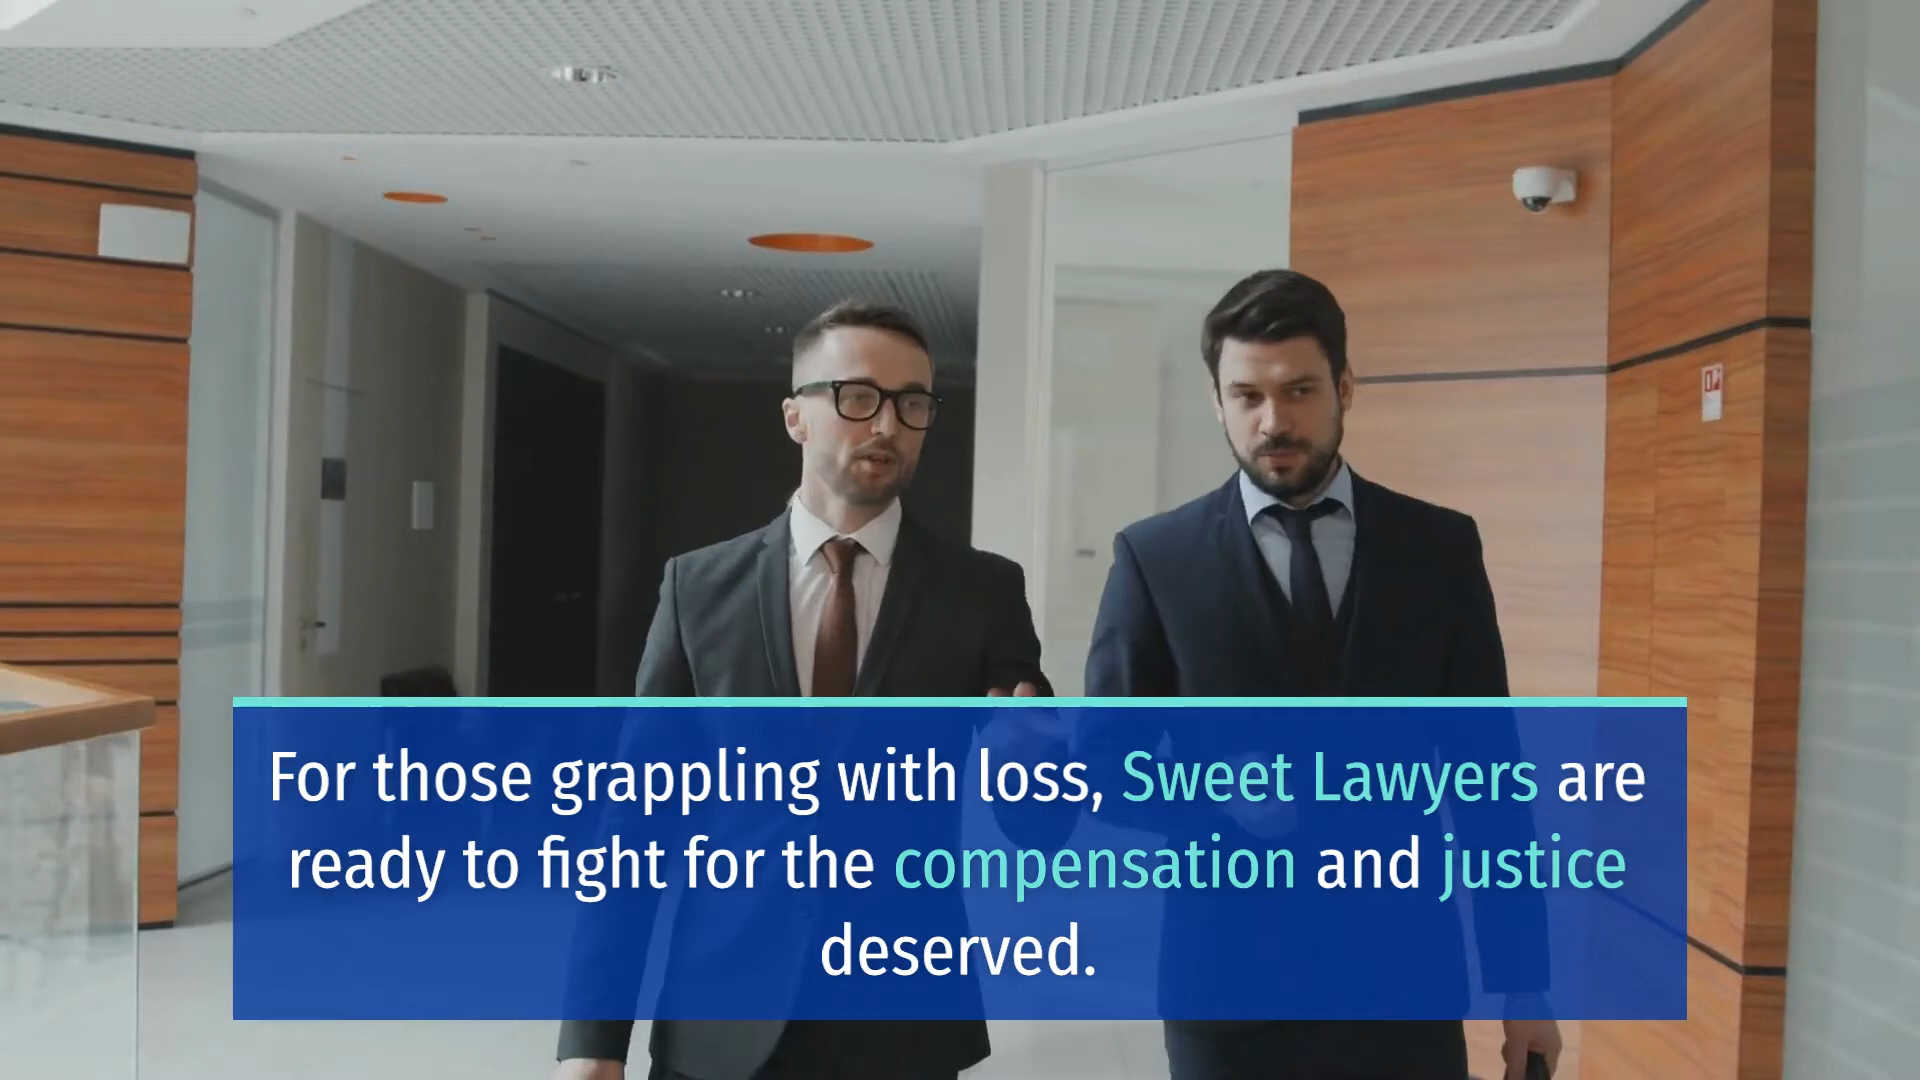 For those grappling with loss, Sweet Lawyers are
ready to fight for the compensation and justice
deserved.